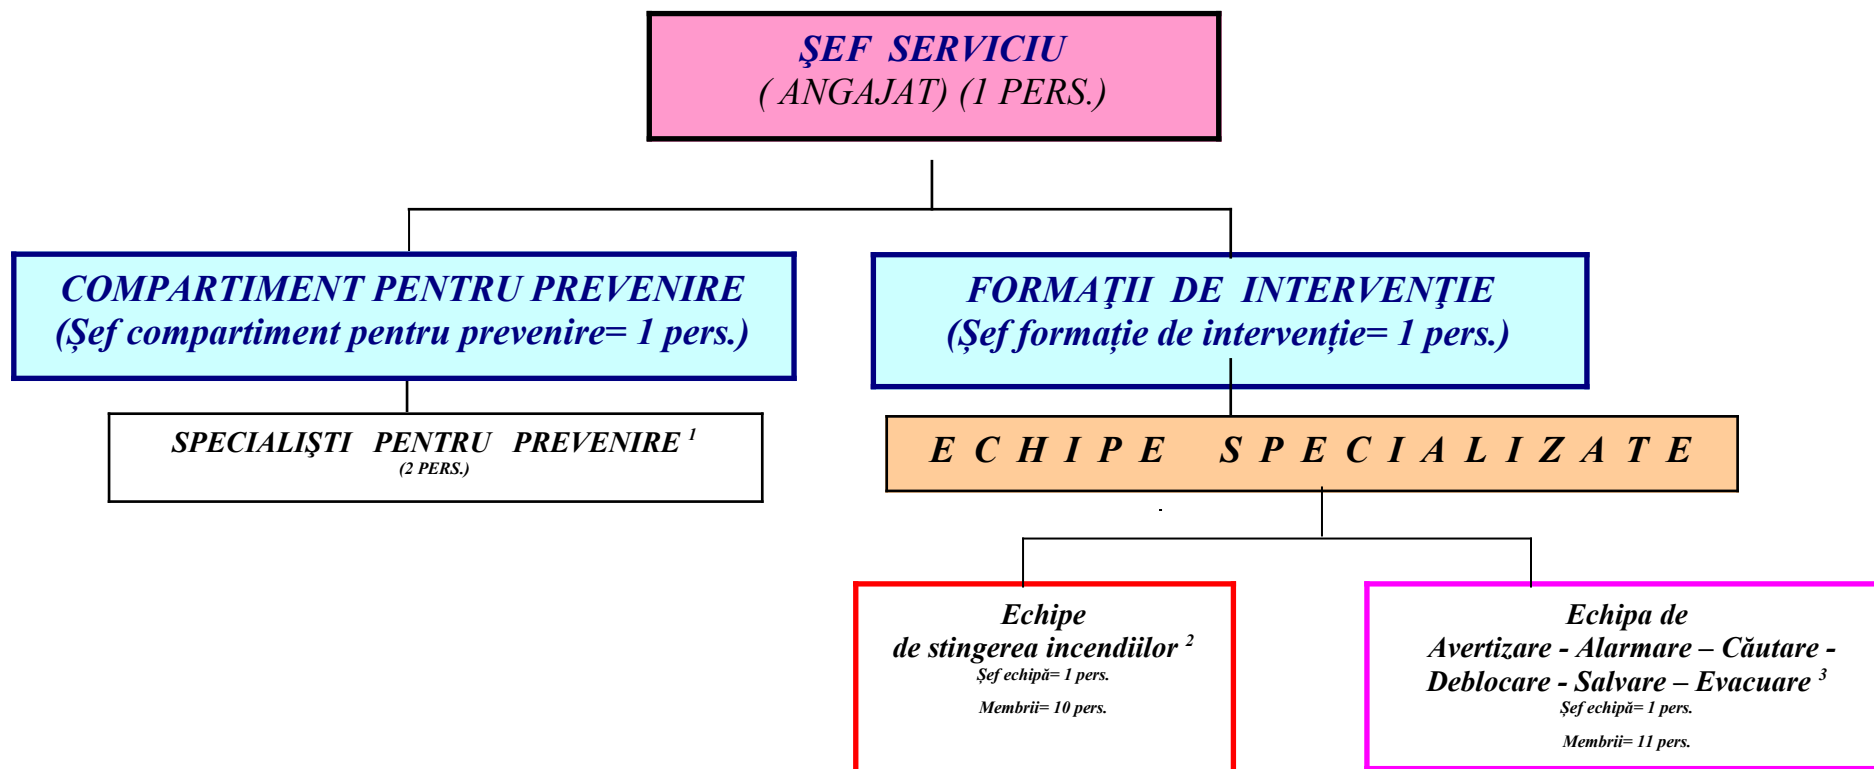 ŞEF SERVICIU
( ANGAJAT) (1 PERS.)
COMPARTIMENT PENTRU PREVENIRE
(Șef compartiment pentru prevenire= 1 pers.)
FORMAŢII DE INTERVENŢIE
(Șef formație de intervenție= 1 pers.)
SPECIALIŞTI PENTRU PREVENIRE 1
(2 PERS.)
E C H I P E S P E C I A L I Z A T E
Echipe
de stingerea incendiilor 2
Șef echipă= 1 pers.
Membrii= 10 pers.
Echipa de
Avertizare - Alarmare – Căutare -
Deblocare - Salvare – Evacuare 3
Șef echipă= 1 pers.
Membrii= 11 pers.